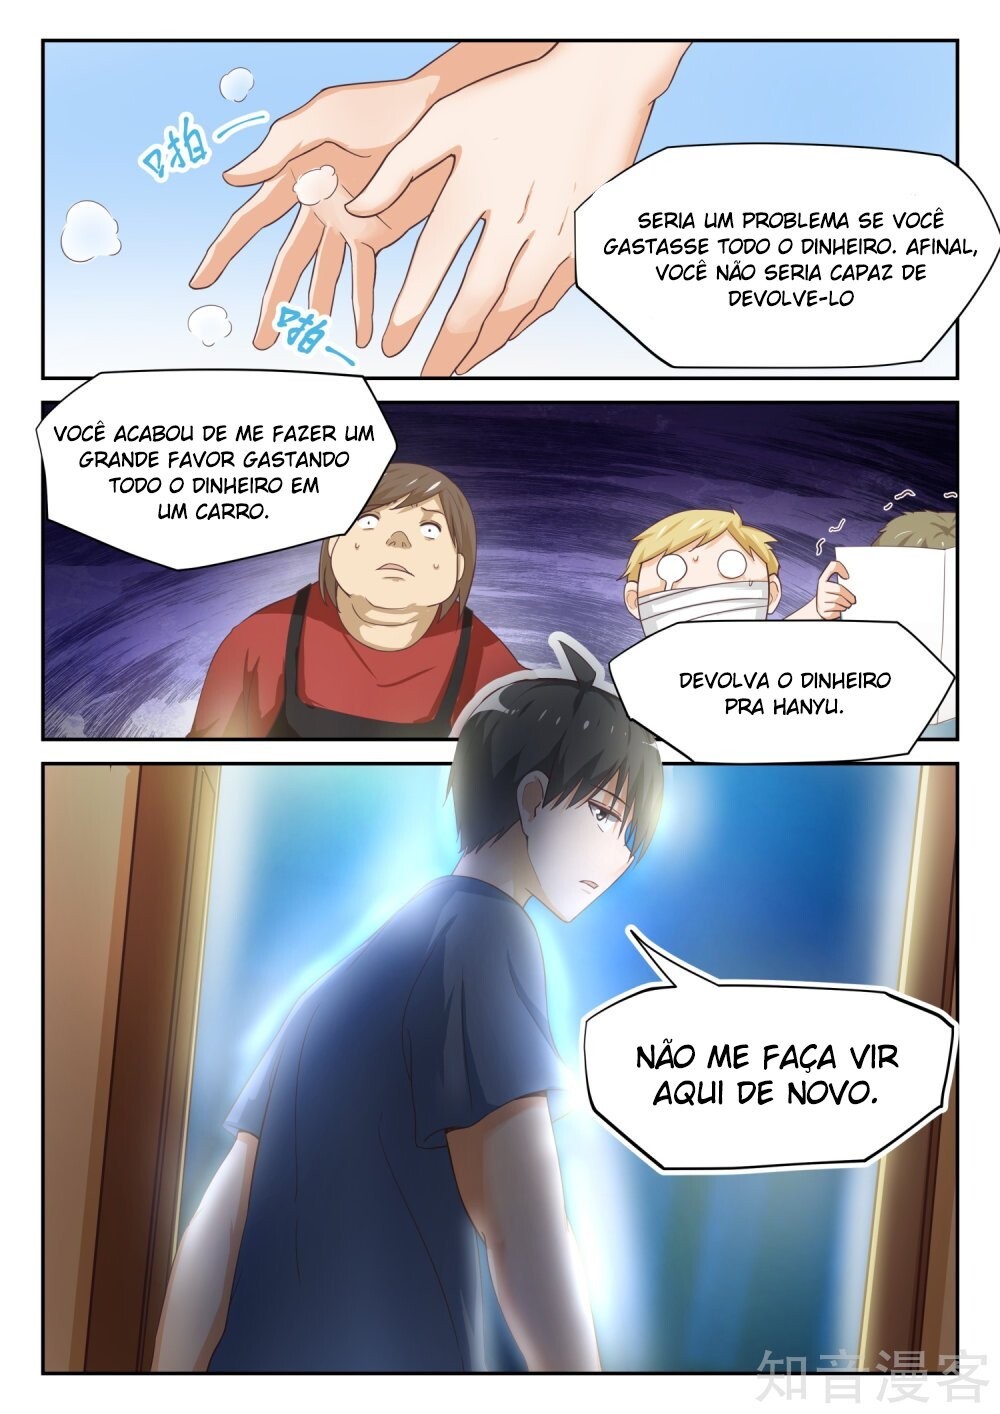 啪一
SERIA UM PROBLEMA SE VOCÊ
GASTASSE TODO O DINHEIRO. AFINAL,
VOCÊ NÃO SERIA CAPAZ DE
DEVOLVE-LO
啪一
VOCÊ ACABOU DE ME FAZER UM
GRANDE FAVOR GASTANDO
TODO O DINHEIRO EM
UM CARRO.
DEVOLVA O DINHEIRO
PRA HANYU.
NÃO ME FAÇA VIR
AQUI DE NOVO.
知音漫客